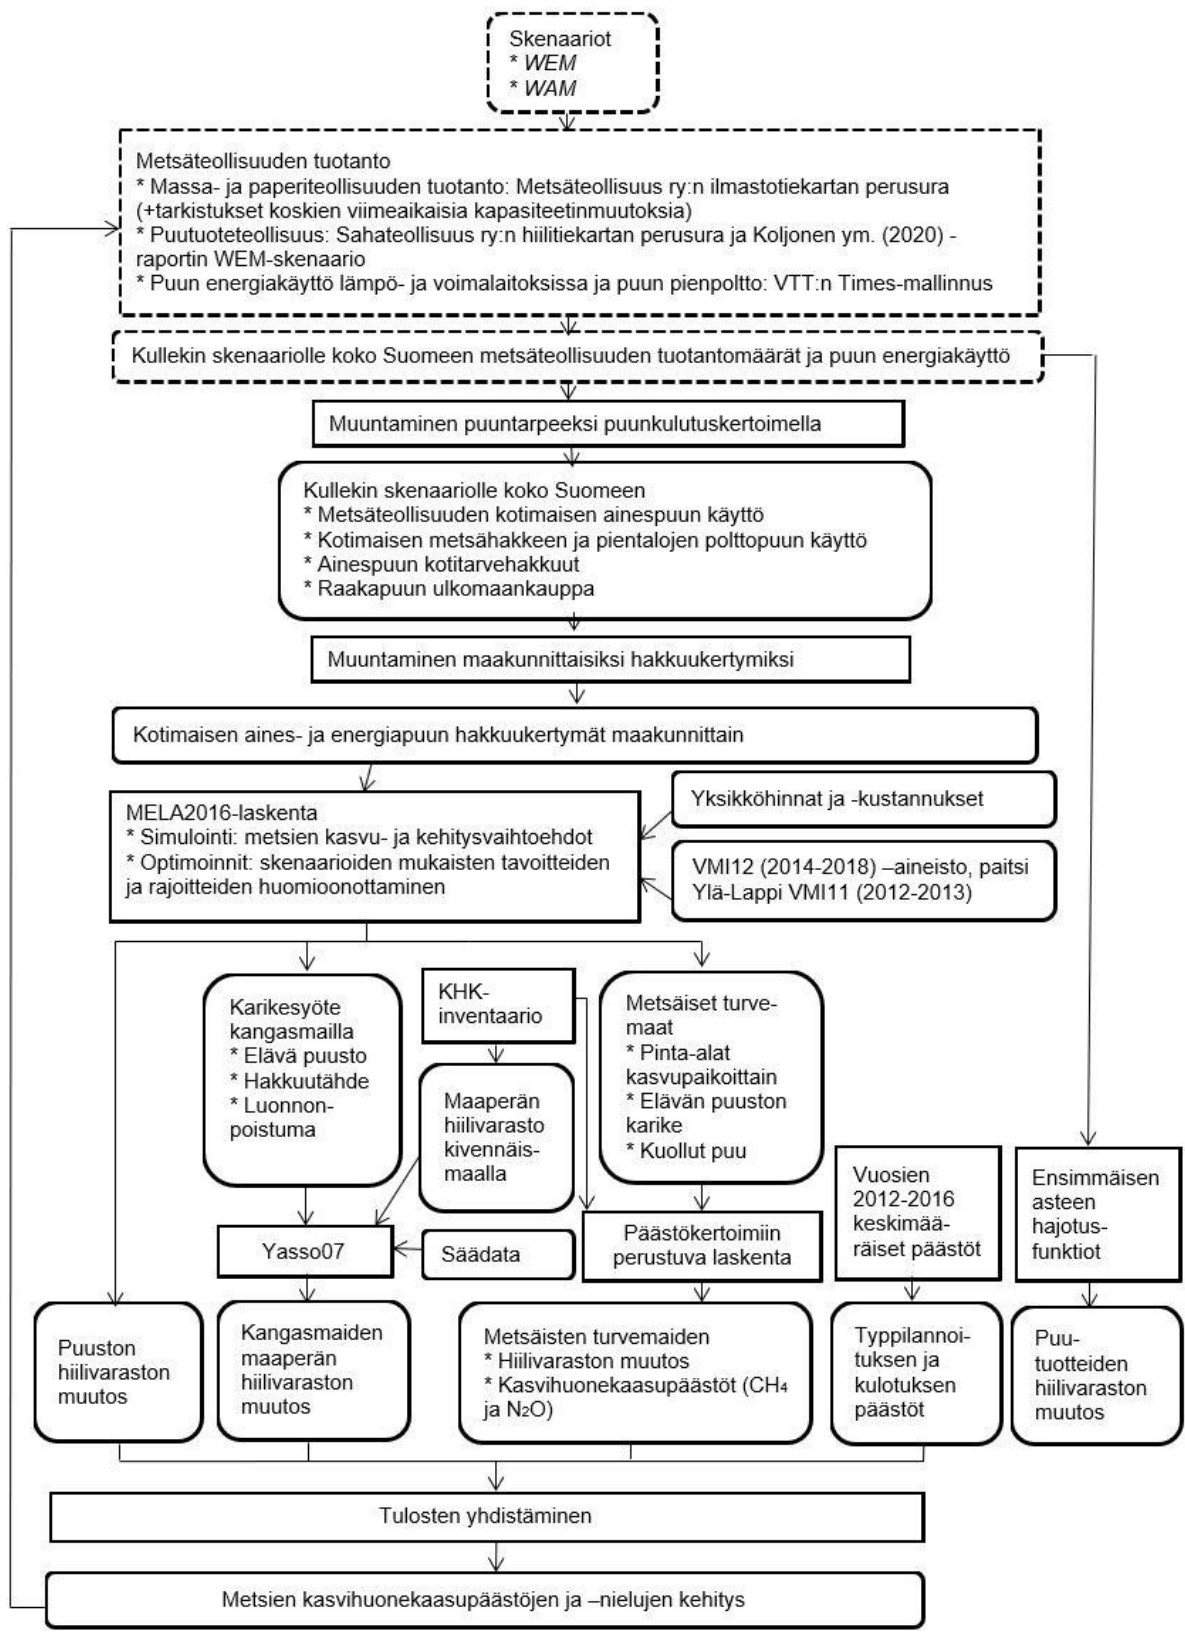 Skenaariot
* WEM
* WAM
Metsäteollisuuden tuotanto
* Massa- ja paperiteollisuuden tuotanto: Metsäteollisuus ry:n ilmastotiekartan perusura
(+tarkistukset koskien viimeaikaisia kapasiteetinmuutoksia)
* Puutuoteteollisuus: Sahateollisuus ry:n hiilitiekartan perusura ja Koljonen ym. (2020) -
raportin WEM-skenaario
* Puun energiakäyttö lämpö- ja voimalaitoksissa ja puun pienpoltto: VTT:n Times-mallinnus
Kullekin skenaariolle koko Suomeen metsäteollisuuden tuotantomäärät ja puun energiakäyttö
Muuntaminen puuntarpeeksi puunkulutuskertoimella
Kullekin skenaariolle koko Suomeen
* Metsäteollisuuden kotimaisen ainespuun käyttö
* Kotimaisen metsähakkeen ja pientalojen polttopuun käyttö
* Ainespuun kotitarvehakkuut
* Raakapuun ulkomaankauppa
Muuntaminen maakunnittaisiksi hakkuukertymiksi
Kotimaisen aines- ja energiapuun hakkuukertymät maakunnittain
MELA2016-laskenta
* Simulointi: metsien kasvu- ja kehitysvaihtoehdot
* Optimoinnit: skenaarioiden mukaisten tavoitteiden
ja rajoitteiden huomioonottaminen
Yksikköhinnat ja -kustannukset
VMI12 (2014-2018) –aineisto, paitsi
Ylä-Lappi VMI11 (2012-2013)
Karikesyöte
kangasmailla
* Elävä puusto
* Hakkuutähde
* Luonnon-
poistuma
KHK-
inventaario
Maaperän
hiilivarasto
kivennäis-
maalla
Metsäiset turve-
maat
* Pinta-alat
kasvupaikoittain
* Elävän puuston
karike
* Kuollut puu
Vuosien
2012-2016
keskimää-
räiset päästöt
Ensimmäisen
asteen
hajotus-
funktiot
Yasso07
Säädata
Päästökertoimiin
perustuva laskenta
Puuston
hiilivaraston
muutos
Kangasmaiden
maaperän
hiilivaraston
muutos
Metsäisten turvemaiden
* Hiilivaraston muutos
* Kasvihuonekaasupäästöt (CH₄
ja N₂O)
Typpilannoi-
tuksen ja
kulotuksen
päästöt
Puu-
tuotteiden
hiilivaraston
muutos
Tulosten yhdistäminen
Metsien kasvihuonekaasupäästöjen ja –nielujen kehitys